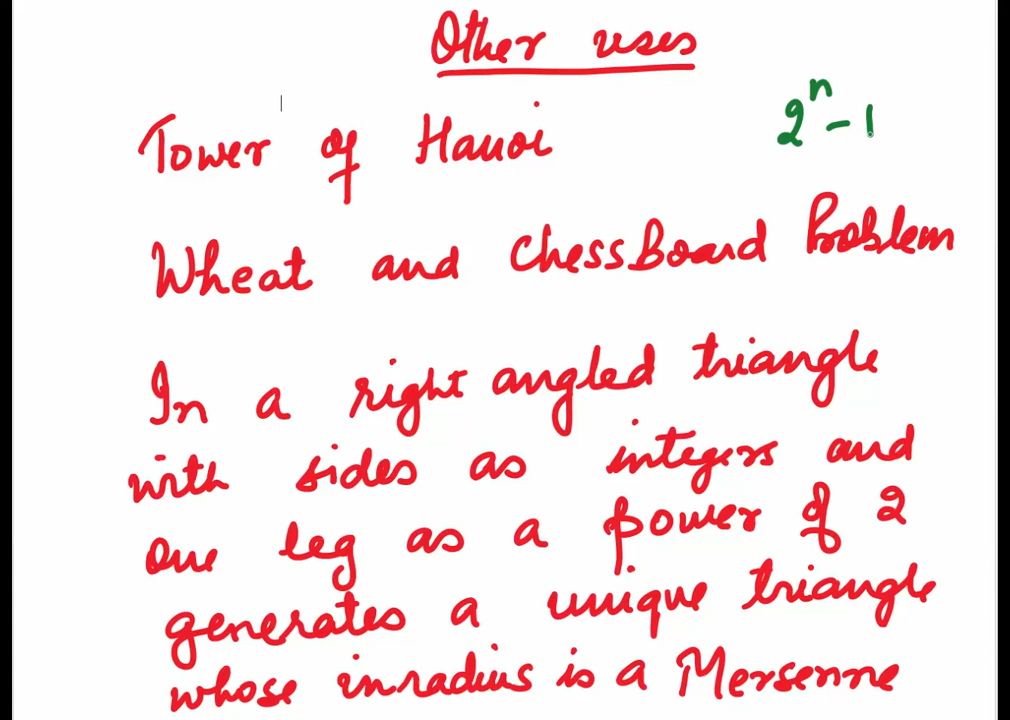 Other uses
Tower of Hanoi 2^n - 1
Wheat and ChessBoard Problem
In a right angled triangle
with sides as integers and
one leg as a power of 2
generates a unique triangle
whose inradius is a Mersenne